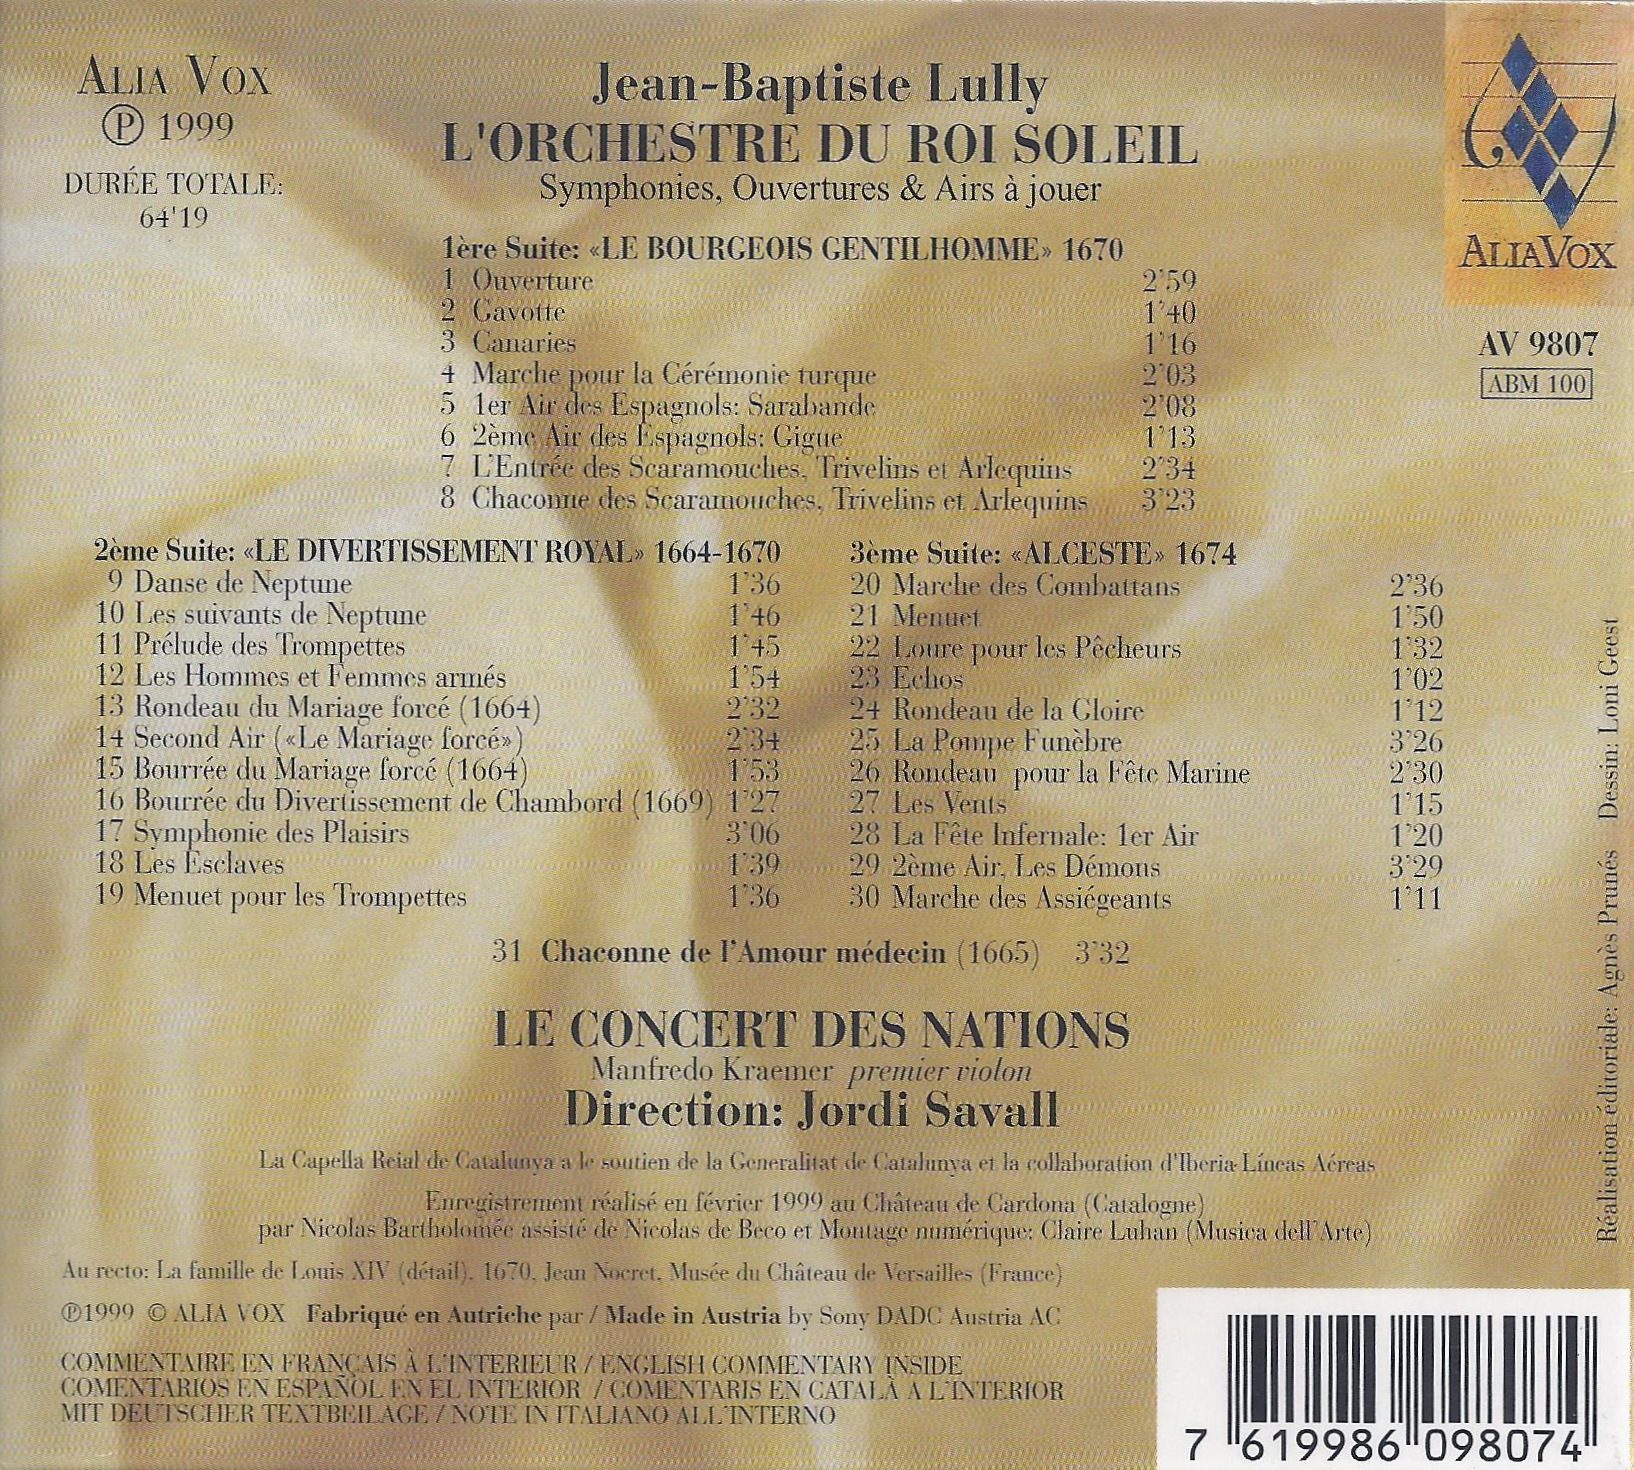 ALIA VOX
Ⓟ 1999
DURÉE TOTALE:
64'19
Jean-Baptiste Lully
L'ORCHESTRE DU ROI SOLEIL
Symphonies, Ouvertures & Airs à jouer
ALIAVOX
AV 9807
ABM 100
1ère Suite: «LE BOURGEOIS GENTILHOMME» 1670
1 Ouverture 2'59
2 Gavotte 1'40
3 Canaries 1'16
4 Marche pour la Cérémonie turque 2'03
5 1er Air des Espagnols: Sarabande 2'08
6 2ème Air des Espagnols: Gigue 1'13
7 L'Entrée des Scaramouches, Trivelins et Arlequins 2'34
8 Chaconne des Scaramouches, Trivelins et Arlequins 3'23
2ème Suite: «LE DIVERTISSEMENT ROYAL» 1664-1670
9 Danse de Neptune 1'36
10 Les suivants de Neptune 1'46
11 Prélude des Trompettes 1'45
12 Les Hommes et Femmes armés 1'54
13 Rondeau du Mariage forcé (1664) 2'32
14 Second Air («Le Mariage forcé») 2'34
15 Bourrée du Mariage forcé (1664) 1'53
16 Bourrée du Divertissement de Chambord (1669) 1'27
17 Symphonie des Plaisirs 3'06
18 Les Esclaves 1'39
19 Menuet pour les Trompettes 1'36
3ème Suite: «ALCESTE» 1674
20 Marche des Combattans 2'36
21 Menuet 1'50
22 Loure pour les Pêcheurs 1'32
23 Echos 1'02
24 Rondeau de la Gloire 1'12
25 La Pompe Funèbre 3'26
26 Rondeau pour la Fête Marine 2'30
27 Les Vents 1'15
28 La Fête Infernale: 1er Air 1'20
29 2ème Air, Les Démons 3'29
30 Marche des Assiégeants 1'11
31 Chaconne de l'Amour médecin (1665) 3'32
LE CONCERT DES NATIONS
Manfredo Kraemer premier violon
Direction: Jordi Savall
La Capella Reial de Catalunya a le soutien de la Generalitat de Catalunya et la collaboration d'Iberia-Líneas Aéreas
Enregistrement réalisé en février 1999 au Château de Cardona (Catalogne)
par Nicolas Bartholomée assisté de Nicolas de Beco et Montage numérique: Claire Luhan (Musica dell'Arte)
Au recto: La famille de Louis XIV (détail), 1670, Jean Nocret, Musée du Château de Versailles (France)
Ⓟ1999 © ALIA VOX Fabriqué en Autriche par / Made in Austria by Sony DADC Austria AC
COMMENTAIRE EN FRANÇAIS À L'INTERIEUR / ENGLISH COMMENTARY INSIDE
COMENTARIOS EN ESPAÑOL EN EL INTERIOR / COMENTARIS EN CATALÀ A L'INTERIOR
MIT DEUTSCHER TEXTBEILAGE / NOTE IN ITALIANO ALL'INTERNO
Réalisation éditoriale: Agnès Prunés Dessin: Loni Geest
7 619986 098074